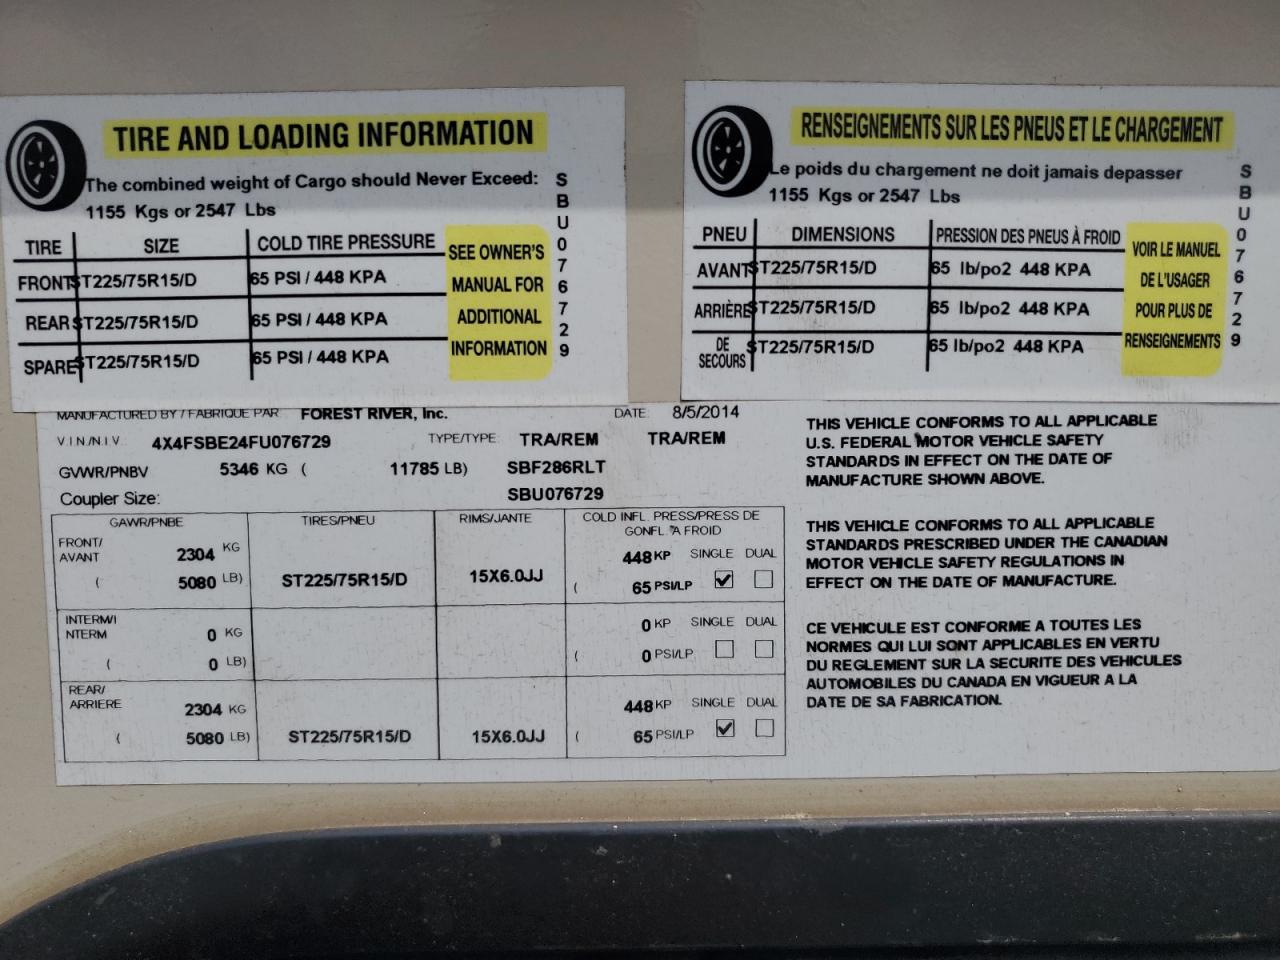 TIRE AND LOADING INFORMATION
The combined weight of Cargo should Never Exceed:
1155 Kgs or 2547 Lbs
TIRE SIZE COLD TIRE PRESSURE
FRONT ST225/75R15/D 65 PSI / 448 KPA
REAR ST225/75R15/D 65 PSI / 448 KPA
SPARE ST225/75R15/D 65 PSI / 448 KPA
SEE OWNER'S
MANUAL FOR
ADDITIONAL
INFORMATION
SBU076729
RENSEIGNEMENTS SUR LES PNEUS ET LE CHARGEMENT
Le poids du chargement ne doit jamais depasser
1155 Kgs or 2547 Lbs
PNEU DIMENSIONS PRESSION DES PNEUS À FROID
AVANT ST225/75R15/D 65 lb/po2 448 KPA
ARRIÈRE ST225/75R15/D 65 lb/po2 448 KPA
DE
SECOURS ST225/75R15/D 65 lb/po2 448 KPA
VOIR LE MANUEL
DE L'USAGER
POUR PLUS DE
RENSEIGNEMENTS
SBU076729
MANUFACTURED BY / FABRIQUE PAR: FOREST RIVER, Inc. DATE: 8/5/2014
V.I.N/N.I.V. 4X4FSBE24FU076729 TYPE/TYPE: TRA/REM TRA/REM
GVWR/PNBV 5346 KG ( 11785 LB) SBF286RLT
Coupler Size: SBU076729
GAWR/PNBE TIRES/PNEU RIMS/JANTE COLD INFL. PRESS/PRESS DE
GONFL. A FROID
FRONT/
AVANT 2304 KG 448 KP SINGLE DUAL
( 5080 LB) ST225/75R15/D 15X6.0JJ ( 65 PSI/LP
INTERM/I
NTERM 0 KG 0 KP SINGLE DUAL
( 0 LB) ( 0 PSI/LP
REAR/
ARRIERE 2304 KG 448 KP SINGLE DUAL
( 5080 LB) ST225/75R15/D 15X6.0JJ ( 65 PSI/LP
THIS VEHICLE CONFORMS TO ALL APPLICABLE
U.S. FEDERAL MOTOR VEHICLE SAFETY
STANDARDS IN EFFECT ON THE DATE OF
MANUFACTURE SHOWN ABOVE.
THIS VEHICLE CONFORMS TO ALL APPLICABLE
STANDARDS PRESCRIBED UNDER THE CANADIAN
MOTOR VEHICLE SAFETY REGULATIONS IN
EFFECT ON THE DATE OF MANUFACTURE.
CE VEHICULE EST CONFORME A TOUTES LES
NORMES QUI LUI SONT APPLICABLES EN VERTU
DU REGLEMENT SUR LA SECURITE DES VEHICULES
AUTOMOBILES DU CANADA EN VIGUEUR A LA
DATE DE SA FABRICATION.